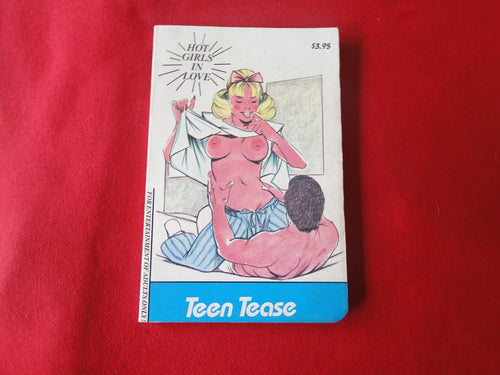 HOT
GIRLS
IN
LOVE
$3.95
FOR ENTERTAINMENT OF ADULTS ONLY!
Teen Tease